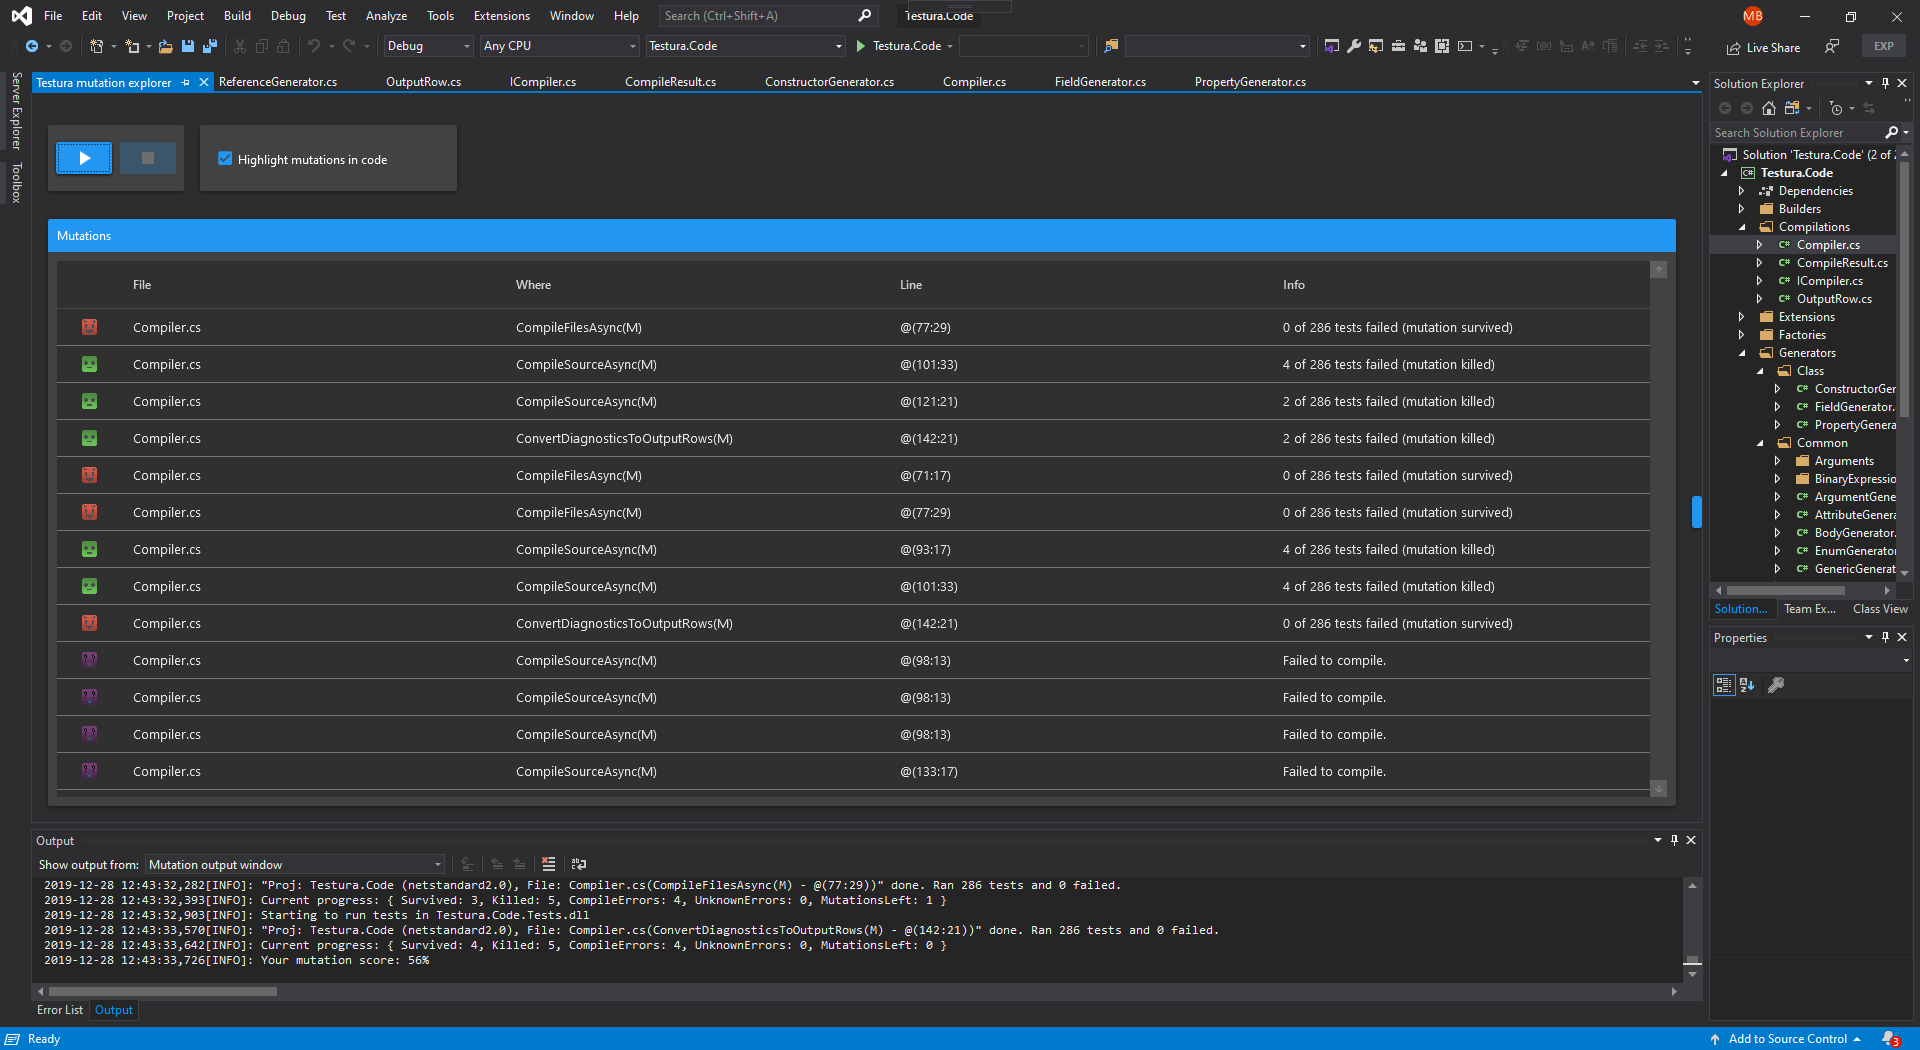 File Edit View Project Build Debug Test Analyze Tools Extensions Window Help Search (Ctrl+Shift+A) Testura.Code MB
Debug Any CPU Testura.Code Testura.Code Live Share EXP
Server Explorer
Toolbox
Testura mutation explorer ReferenceGenerator.cs OutputRow.cs ICompiler.cs CompileResult.cs ConstructorGenerator.cs Compiler.cs FieldGenerator.cs PropertyGenerator.cs
Highlight mutations in code
Mutations
File Where Line Info
Compiler.cs CompileFilesAsync(M) @(77:29) 0 of 286 tests failed (mutation survived)
Compiler.cs CompileSourceAsync(M) @(101:33) 4 of 286 tests failed (mutation killed)
Compiler.cs CompileSourceAsync(M) @(121:21) 2 of 286 tests failed (mutation killed)
Compiler.cs ConvertDiagnosticsToOutputRows(M) @(142:21) 2 of 286 tests failed (mutation killed)
Compiler.cs CompileFilesAsync(M) @(71:17) 0 of 286 tests failed (mutation survived)
Compiler.cs CompileFilesAsync(M) @(77:29) 0 of 286 tests failed (mutation survived)
Compiler.cs CompileSourceAsync(M) @(93:17) 4 of 286 tests failed (mutation killed)
Compiler.cs CompileSourceAsync(M) @(101:33) 4 of 286 tests failed (mutation killed)
Compiler.cs ConvertDiagnosticsToOutputRows(M) @(142:21) 0 of 286 tests failed (mutation survived)
Compiler.cs CompileSourceAsync(M) @(98:13) Failed to compile.
Compiler.cs CompileSourceAsync(M) @(98:13) Failed to compile.
Compiler.cs CompileSourceAsync(M) @(98:13) Failed to compile.
Compiler.cs CompileSourceAsync(M) @(133:17) Failed to compile.
Output
Show output from: Mutation output window
2019-12-28 12:43:32,282[INFO]: "Proj: Testura.Code (netstandard2.0), File: Compiler.cs(CompileFilesAsync(M) - @(77:29))" done. Ran 286 tests and 0 failed.
2019-12-28 12:43:32,393[INFO]: Current progress: { Survived: 3, Killed: 5, CompileErrors: 4, UnknownErrors: 0, MutationsLeft: 1 }
2019-12-28 12:43:32,903[INFO]: Starting to run tests in Testura.Code.Tests.dll
2019-12-28 12:43:33,570[INFO]: "Proj: Testura.Code (netstandard2.0), File: Compiler.cs(ConvertDiagnosticsToOutputRows(M) - @(142:21))" done. Ran 286 tests and 0 failed.
2019-12-28 12:43:33,642[INFO]: Current progress: { Survived: 4, Killed: 5, CompileErrors: 4, UnknownErrors: 0, MutationsLeft: 0 }
2019-12-28 12:43:33,726[INFO]: Your mutation score: 56%
Error List Output
Solution Explorer
Search Solution Explorer
Solution 'Testura.Code' (2 of 2
C# Testura.Code
Dependencies
Builders
Compilations
C# Compiler.cs
C# CompileResult.cs
C# ICompiler.cs
C# OutputRow.cs
Extensions
Factories
Generators
Class
C# ConstructorGer
C# FieldGenerator.
C# PropertyGenera
Common
Arguments
BinaryExpressio
C# ArgumentGene
C# AttributeGenera
C# BodyGenerator.
C# EnumGenerator
C# GenericGenerat
Solution... Team Ex... Class View
Properties
Ready Add to Source Control 3